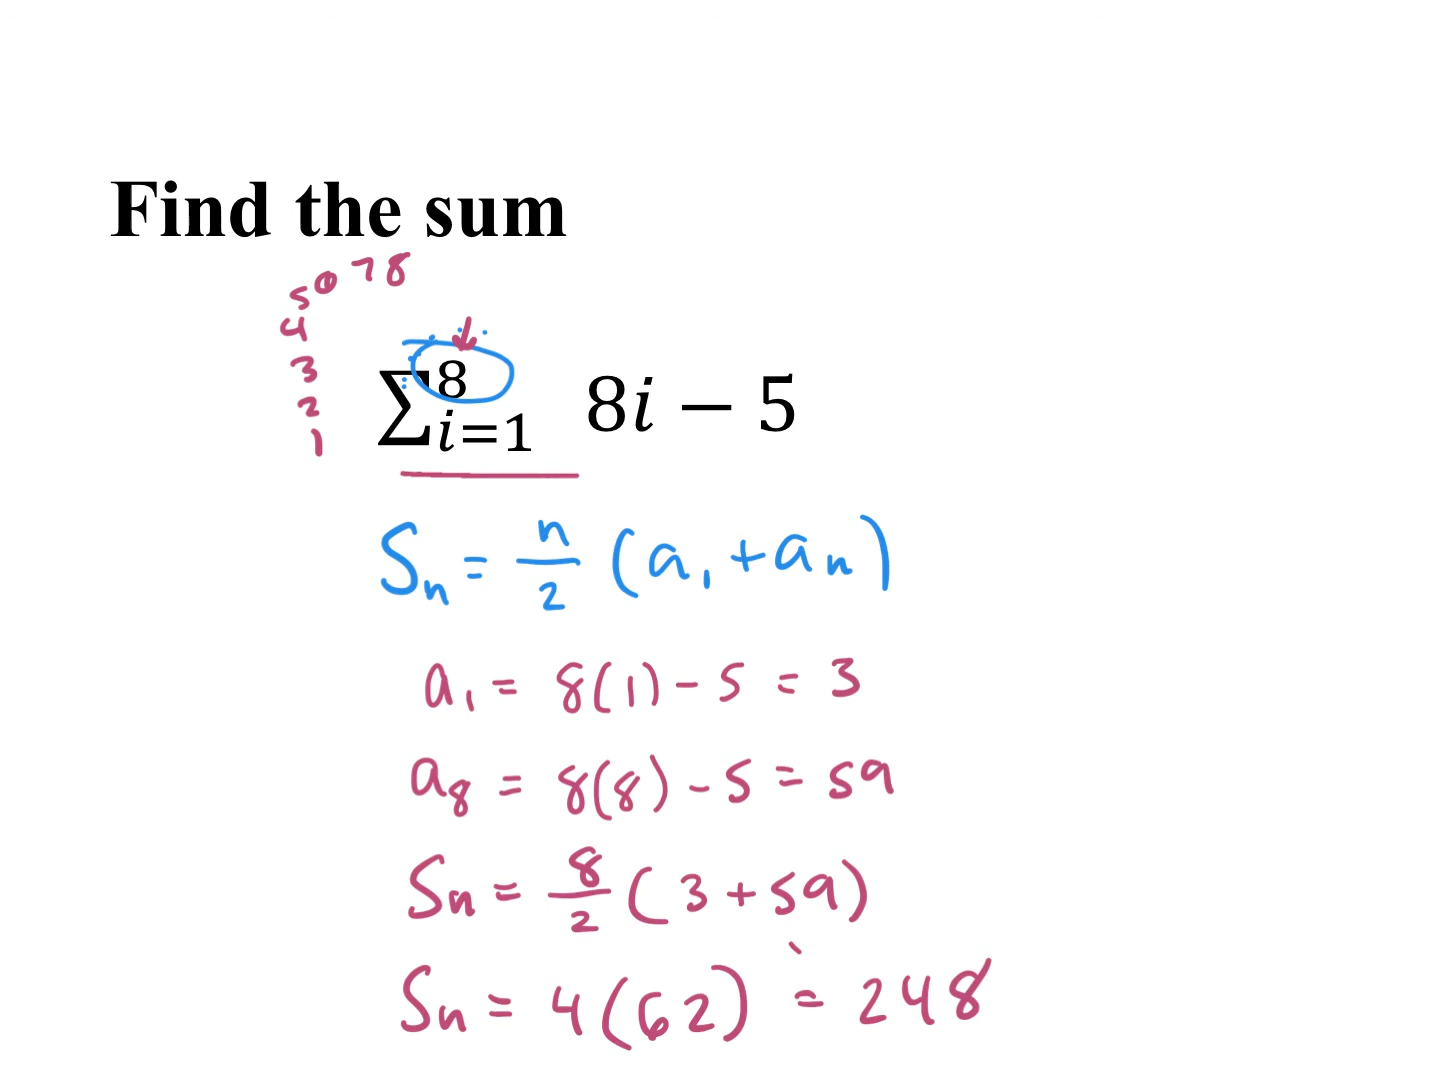 Find the sum
5 6 7 8
4
3
2
1
∑_{i=1}^{8} 8i − 5
Sn = n/2 (a₁ + an)
a₁ = 8(1) - 5 = 3
a₈ = 8(8) - 5 = 59
Sn = 8/2 (3 + 59)
Sn = 4(62) = 248